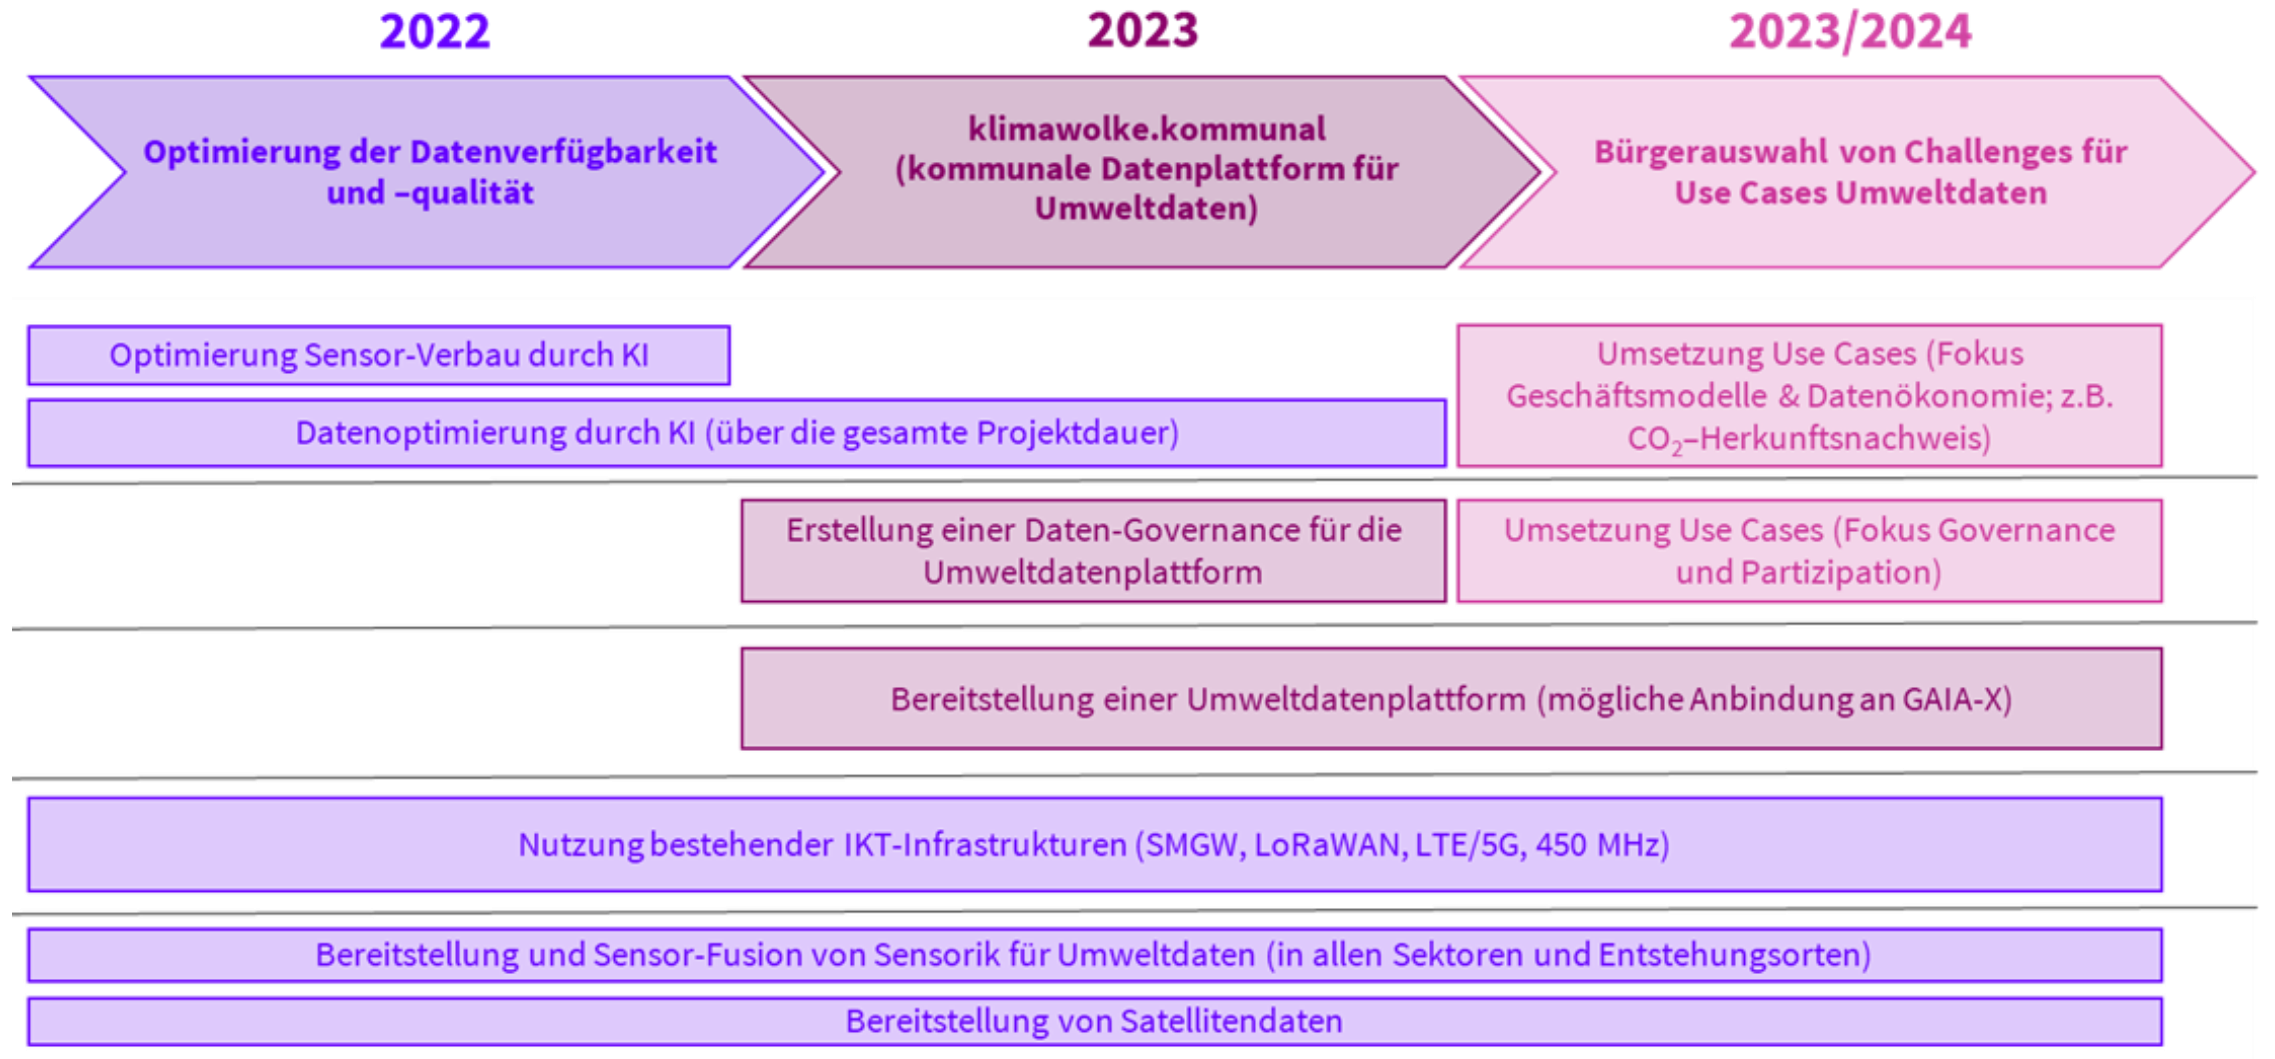 2022
2023
2023/2024
Optimierung der Datenverfügbarkeit
und –qualität
klimawolke.kommunal
(kommunale Datenplattform für
Umweltdaten)
Bürgerauswahl von Challenges für
Use Cases Umweltdaten
Optimierung Sensor-Verbau durch KI
Datenoptimierung durch KI (über die gesamte Projektdauer)
Umsetzung Use Cases (Fokus
Geschäftsmodelle & Datenökonomie; z.B.
CO₂–Herkunftsnachweis)
Erstellung einer Daten-Governance für die
Umweltdatenplattform
Umsetzung Use Cases (Fokus Governance
und Partizipation)
Bereitstellung einer Umweltdatenplattform (mögliche Anbindung an GAIA-X)
Nutzung bestehender IKT-Infrastrukturen (SMGW, LoRaWAN, LTE/5G, 450 MHz)
Bereitstellung und Sensor-Fusion von Sensorik für Umweltdaten (in allen Sektoren und Entstehungsorten)
Bereitstellung von Satellitendaten